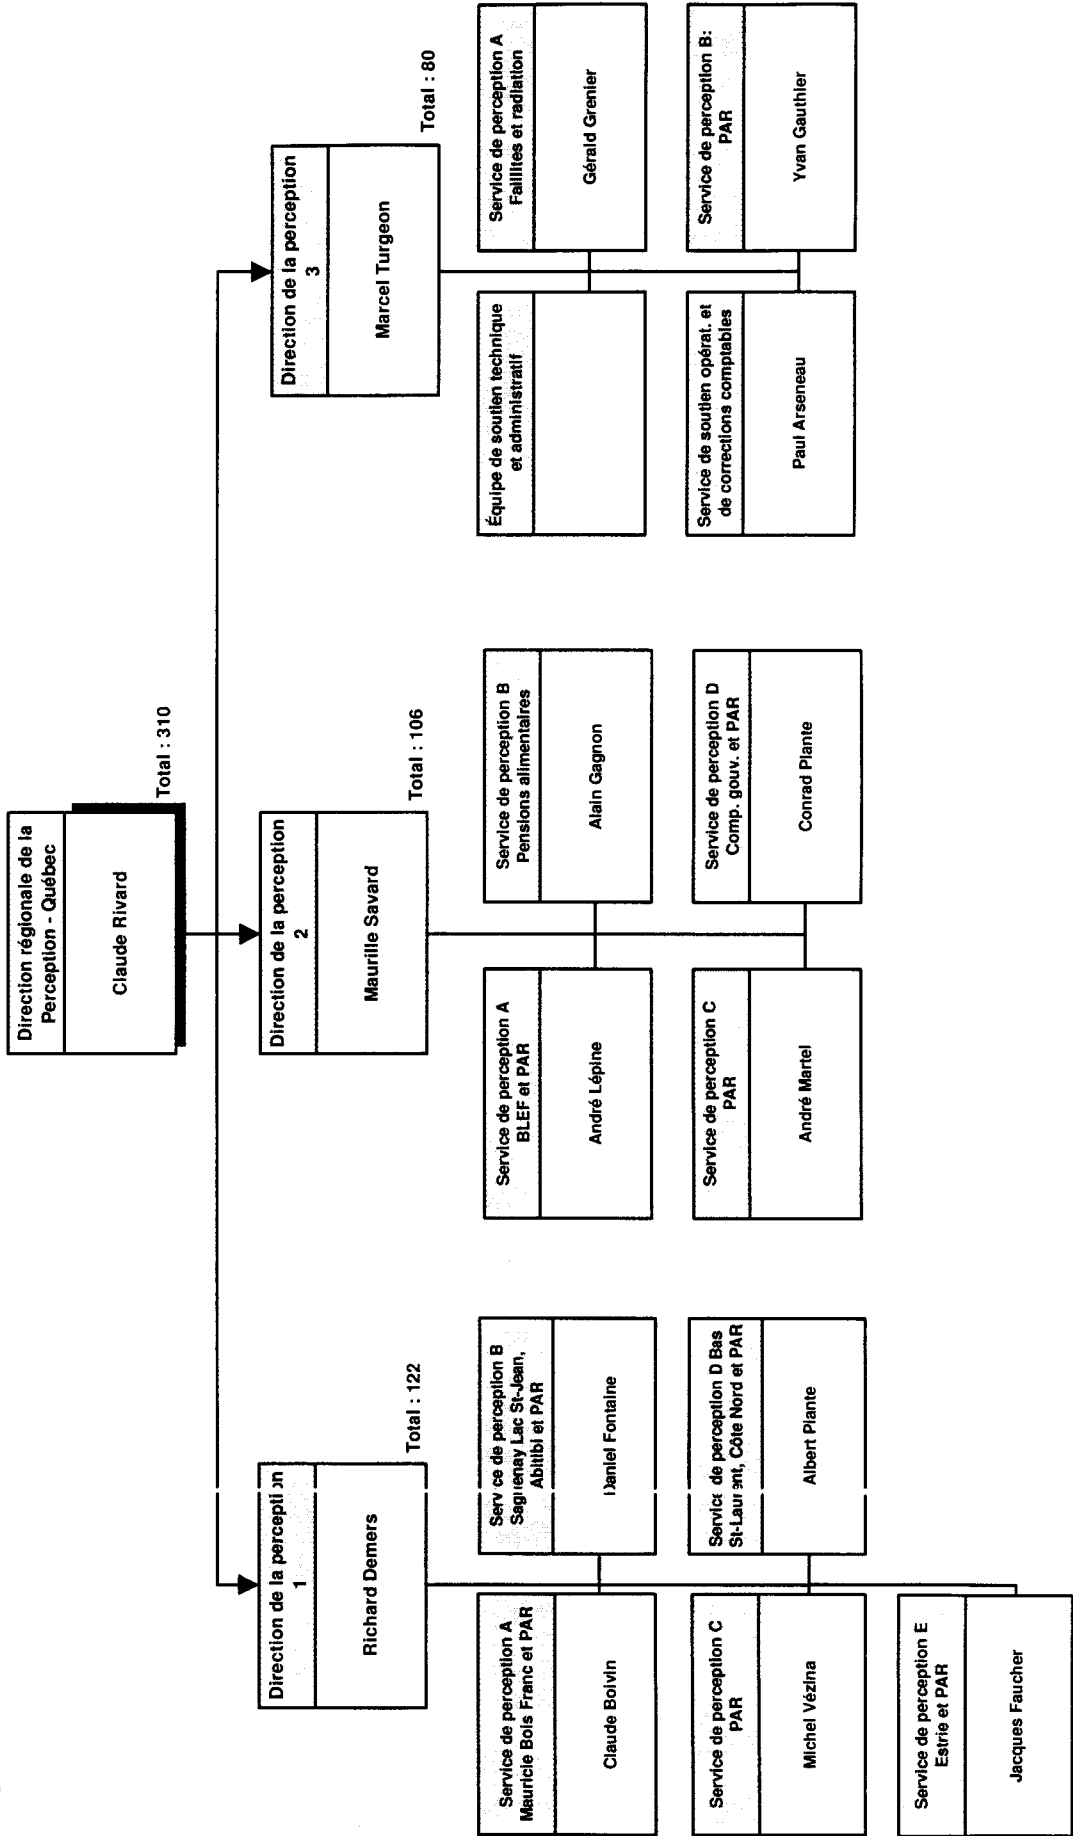 Direction régionale de la
Perception - Québec
Claude Rivard
Total : 310
Direction de la perception
1
Richard Demers
Total : 122
Direction de la perception
2
Maurille Savard
Total : 106
Direction de la perception
3
Marcel Turgeon
Total : 80
Service de perception A
Mauricie Bois Franc et PAR
Claude Boivin
Service de perception B
Saguenay Lac St-Jean,
Abitibi et PAR
Daniel Fontaine
Service de perception C
PAR
Michel Vézina
Service de perception D Bas
St-Laurent, Côte Nord et PAR
Albert Plante
Service de perception E
Estrie et PAR
Jacques Faucher
Service de perception A
BLEF et PAR
André Lépine
Service de perception B
Pensions alimentaires
Alain Gagnon
Service de perception C
PAR
André Martel
Service de perception D
Comp. gouv. et PAR
Conrad Plante
Équipe de soutien technique
et administratif
Service de perception A
Faillites et radiation
Gérald Grenier
Service de soutien opérat. et
de corrections comptables
Paul Arseneau
Service de perception B:
PAR
Yvan Gauthier